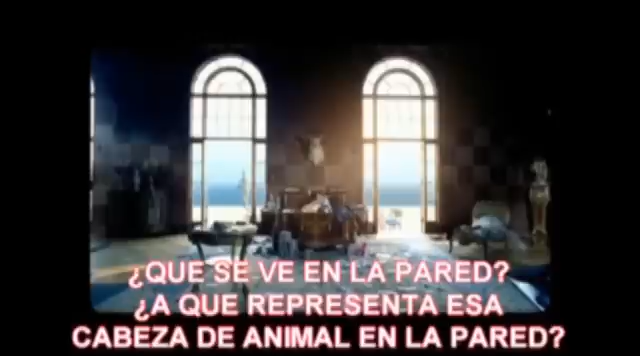 ¿QUE SE VE EN LA PARED?
¿A QUE REPRESENTA ESA
CABEZA DE ANIMAL EN LA PARED?